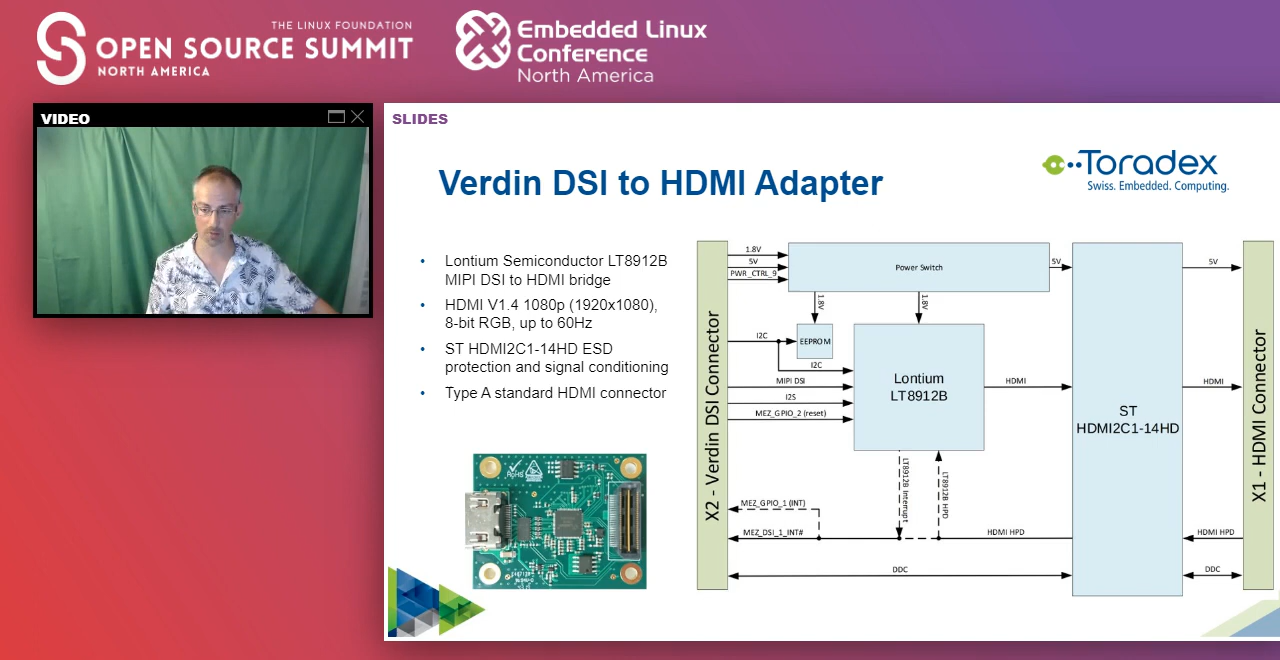 THE LINUX FOUNDATION
OPEN SOURCE SUMMIT
NORTH AMERICA
Embedded Linux
Conference
North America
VIDEO
SLIDES
Verdin DSI to HDMI Adapter
Toradex
Swiss. Embedded. Computing.
• Lontium Semiconductor LT8912B
MIPI DSI to HDMI bridge
• HDMI V1.4 1080p (1920x1080),
8-bit RGB, up to 60Hz
• ST HDMI2C1-14HD ESD
protection and signal conditioning
• Type A standard HDMI connector
RoHS
X2 - Verdin DSI Connector
1.8V
5V
PWR_CTRL_9
Power Switch
5V
5V
1.8V
1.8V
I2C
EEPROM
I2C
MIPI DSI
I2S
MEZ_GPIO_2 (reset)
Lontium
LT8912B
HDMI
ST
HDMI2C1-14HD
HDMI
X1 - HDMI Connector
LT8912B Interrupt
LT8912B HPD
MEZ_GPIO_1 (INT)
MEZ_DSI_1_INT#
HDMI HPD
HDMI HPD
DDC
DDC